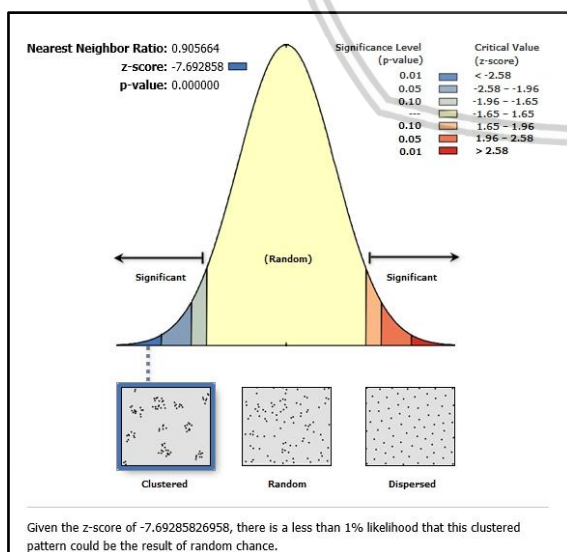 Nearest Neighbor Ratio: 0.905664
z-score: -7.692858
p-value: 0.000000
Significance Level
(p-value)
Critical Value
(z-score)
0.01 < -2.58
0.05 -2.58 - -1.96
0.10 -1.96 - -1.65
--- -1.65 - 1.65
0.10 1.65 - 1.96
0.05 1.96 - 2.58
0.01 > 2.58
Significant
(Random)
Significant
Clustered
Random
Dispersed
Given the z-score of -7.69285826958, there is a less than 1% likelihood that this clustered
pattern could be the result of random chance.